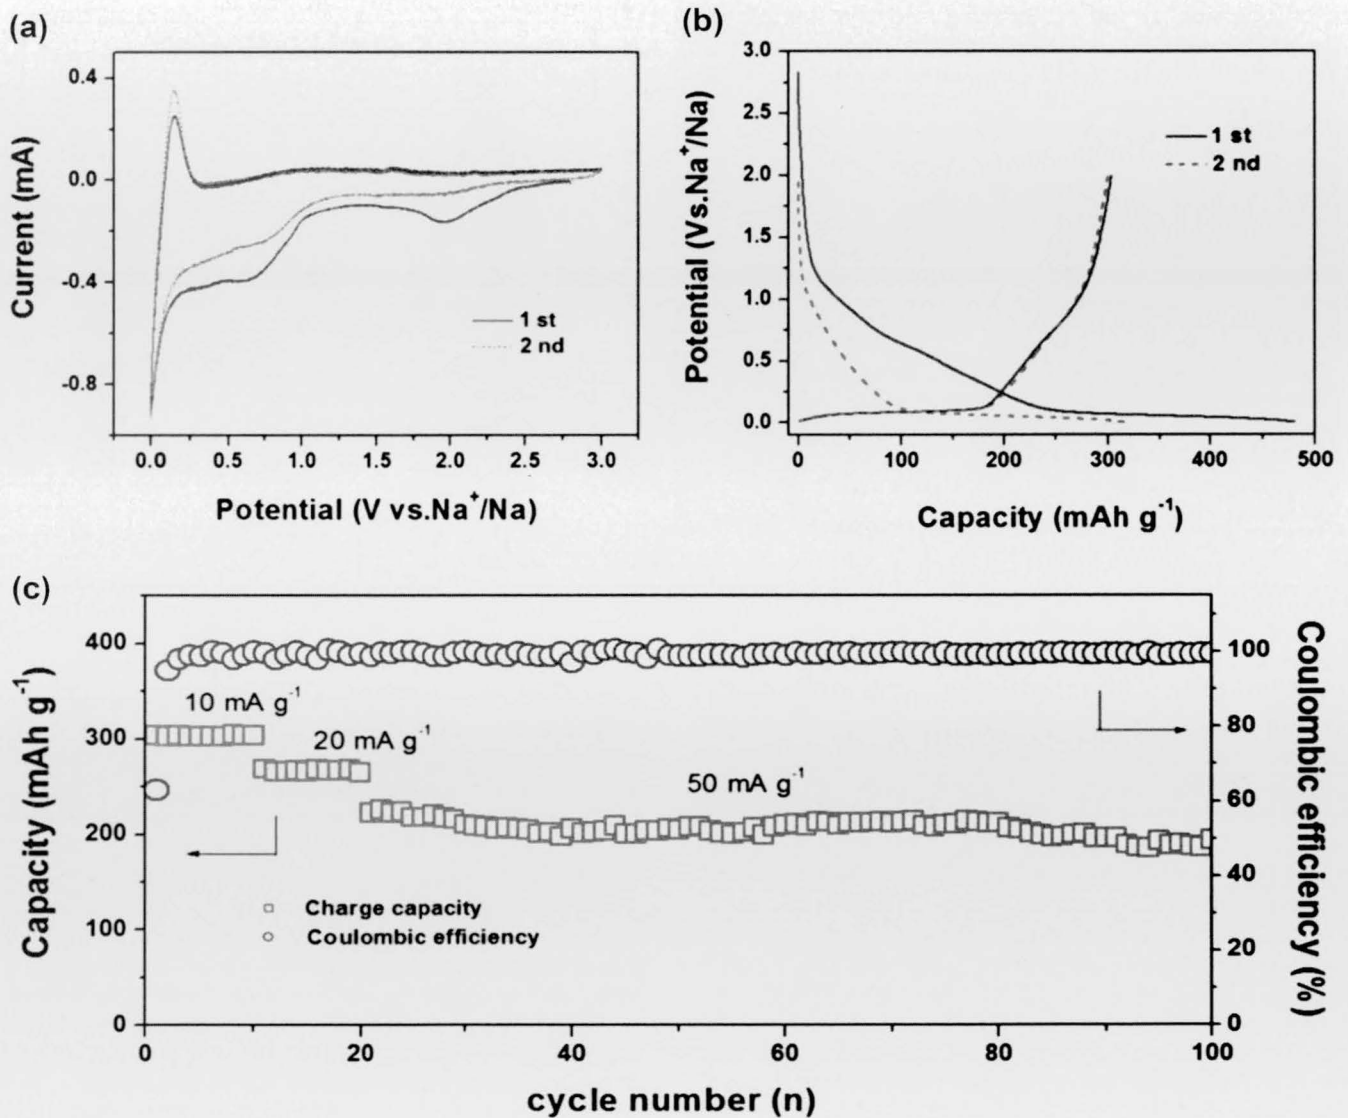 (a)
0.4
0.0
-0.4
-0.8
Current (mA)
1 st
2 nd
0.0 0.5 1.0 1.5 2.0 2.5 3.0
Potential (V vs.Na⁺/Na)
(b)
3.0
2.5
2.0
1.5
1.0
0.5
0.0
Potential (Vs.Na⁺/Na)
1 st
2 nd
0 100 200 300 400 500
Capacity (mAh g⁻¹)
(c)
400
300
200
100
0
Capacity (mAh g⁻¹)
10 mA g⁻¹
20 mA g⁻¹
50 mA g⁻¹
Charge capacity
Coulombic efficiency
100
80
60
40
20
0
Coulombic efficiency (%)
0 20 40 60 80 100
cycle number (n)